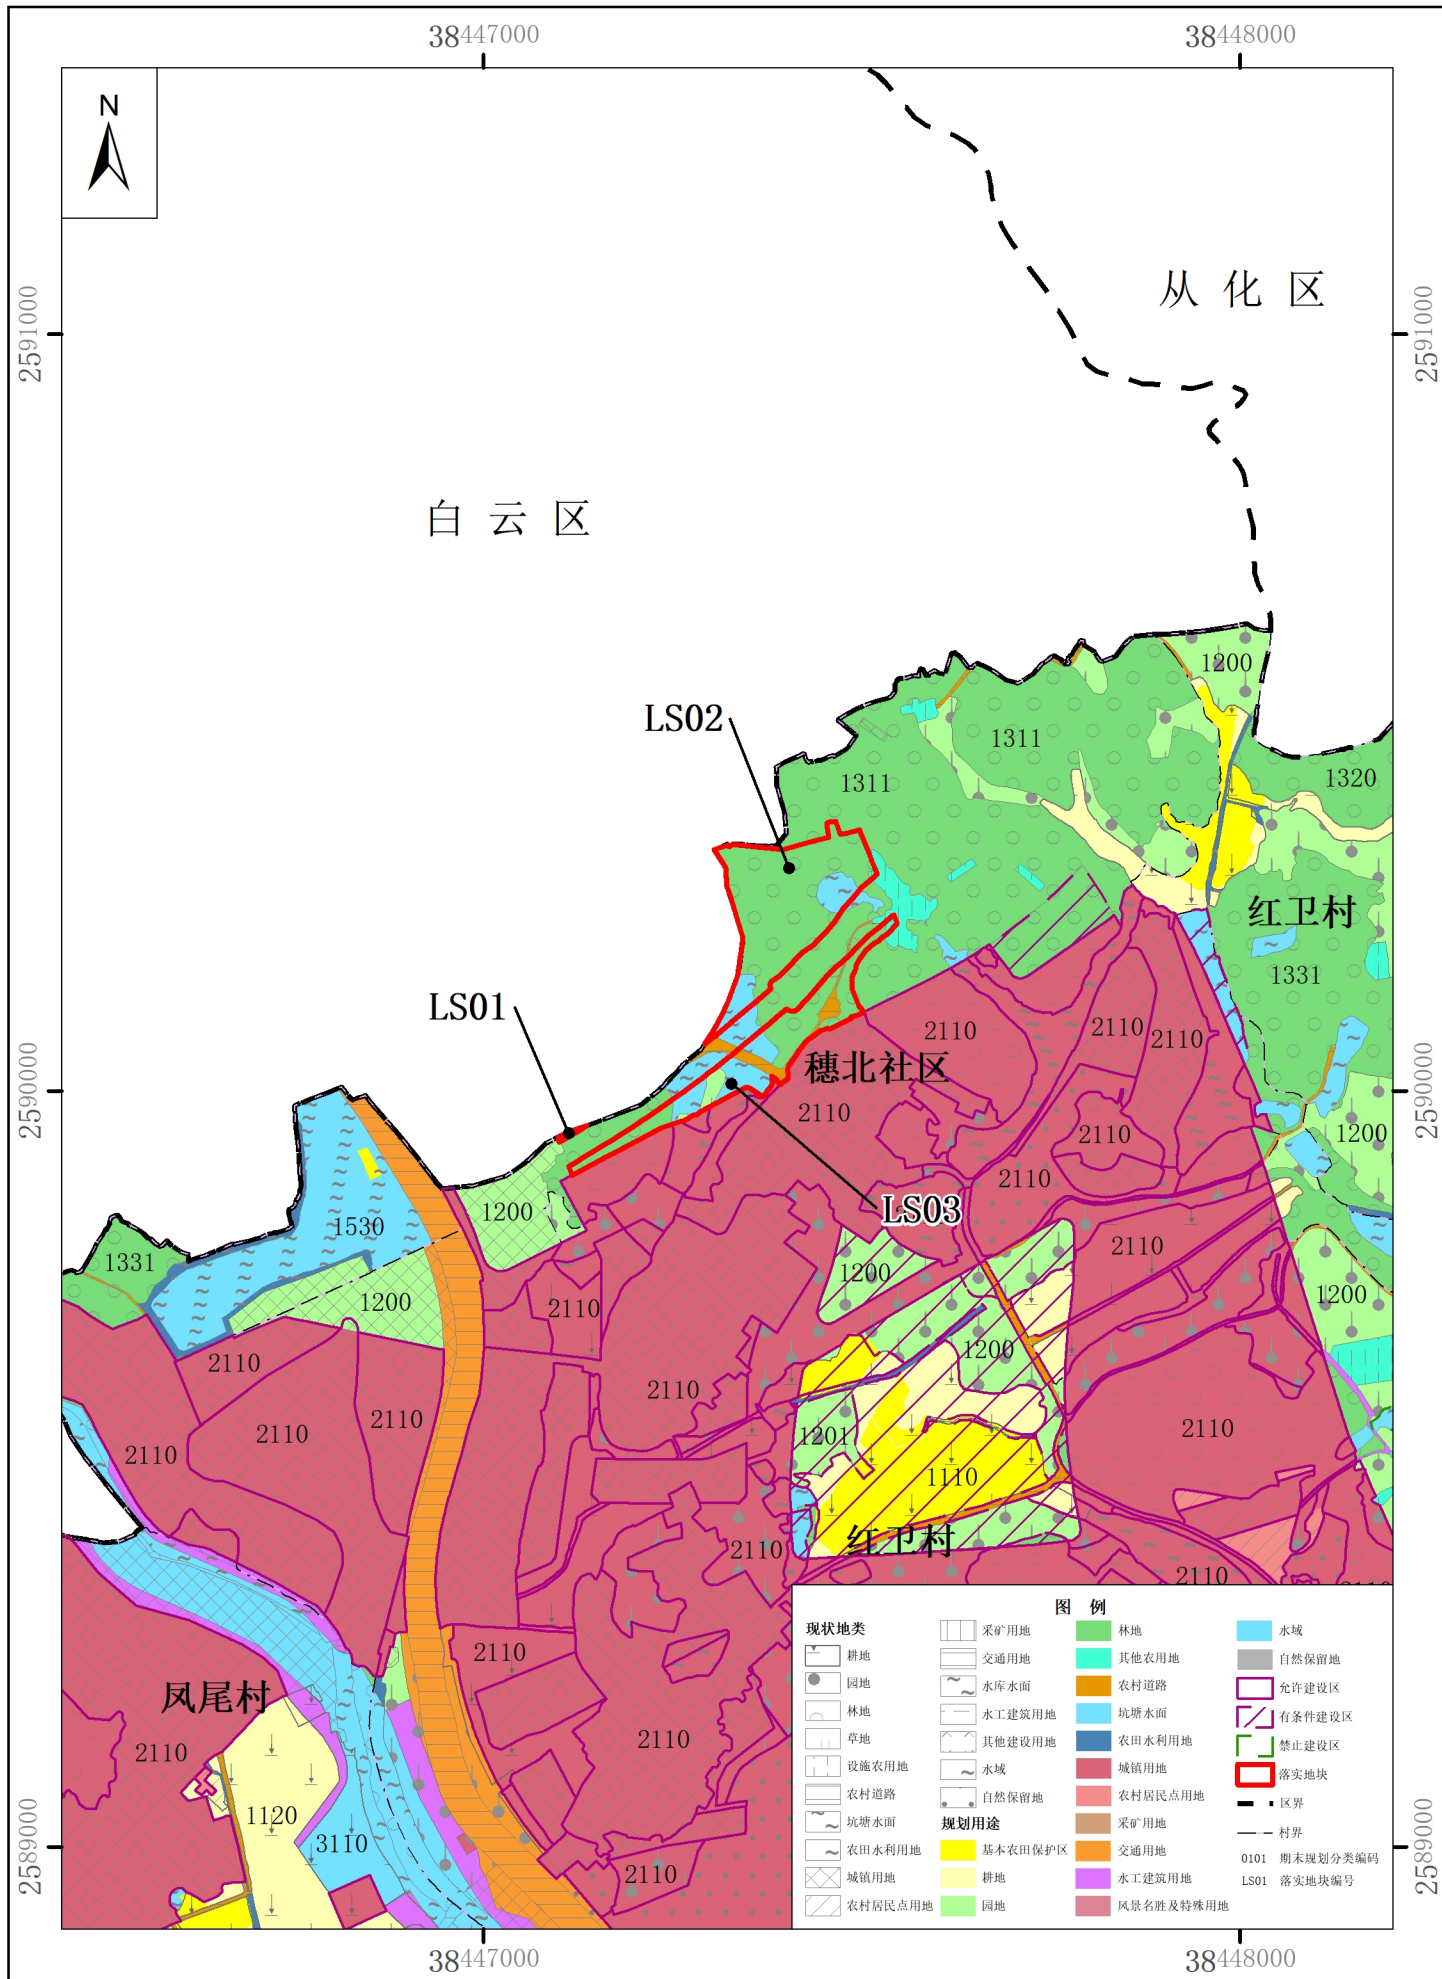 38447000 38448000
N
从 化 区
2591000 2591000
白 云 区
1200
LS02
1311
1311
1320
红卫村
1331
LS01
2110 2110 2110
2590000 2590000
穗北社区
2110
2110
1200
2110
1200 LS03
1530
2110
1331
1200
1200
1200
2110
2110
1200
2110
2110
2110
2110
2110
1201
2110
1110
红卫村
2110
2110
2110
凤尾村
2110
2110
1120
3110
2110
2589000 2589000
图 例
现状地类
耕地
园地
林地
草地
设施农用地
农村道路
坑塘水面
农田水利用地
城镇用地
农村居民点用地
采矿用地
交通用地
水库水面
水工建筑用地
其他建设用地
水域
自然保留地
规划用途
基本农田保护区
耕地
园地
林地
其他农用地
农村道路
坑塘水面
农田水利用地
城镇用地
农村居民点用地
采矿用地
交通用地
水工建筑用地
风景名胜及特殊用地
水域
自然保留地
允许建设区
有条件建设区
禁止建设区
落实地块
区界
村界
0101 期末规划分类编码
LS01 落实地块编号
38447000 38448000